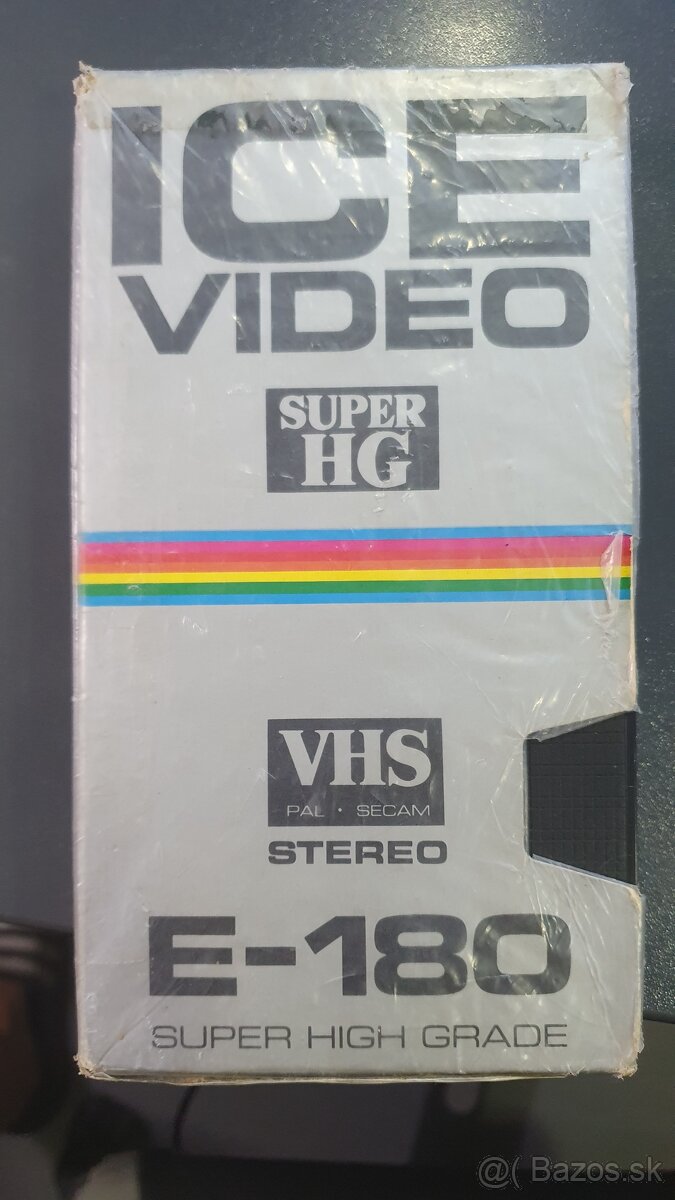 ICE
VIDEO
SUPER
HG
VHS
PAL · SECAM
STEREO
E-180
SUPER HIGH GRADE
@( Bazos.sk